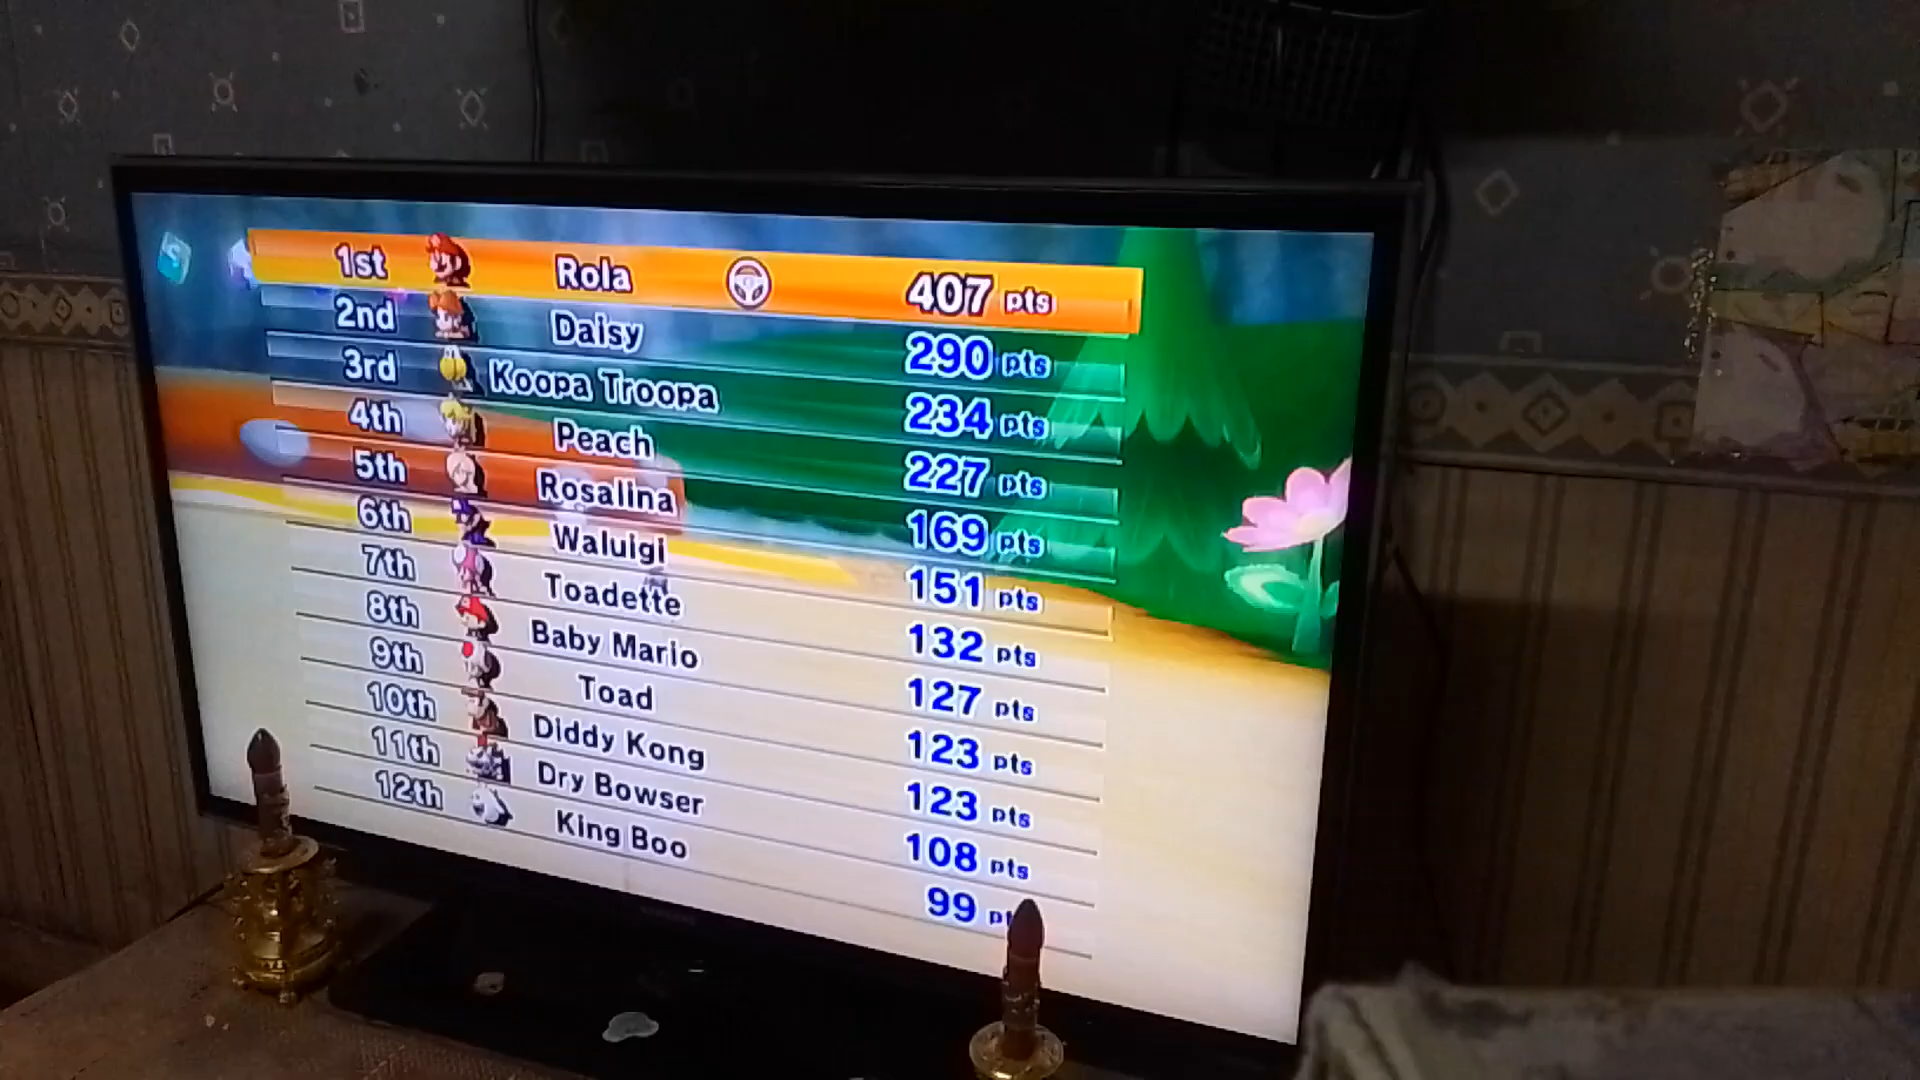 1st Rola 407 pts
2nd Daisy 290 pts
3rd Koopa Troopa 234 pts
4th Peach 227 pts
5th Rosalina 169 pts
6th Waluigi 151 pts
7th Toadette 132 pts
8th Baby Mario 127 pts
9th Toad 123 pts
10th Diddy Kong 123 pts
11th Dry Bowser 108 pts
12th King Boo 99 pt